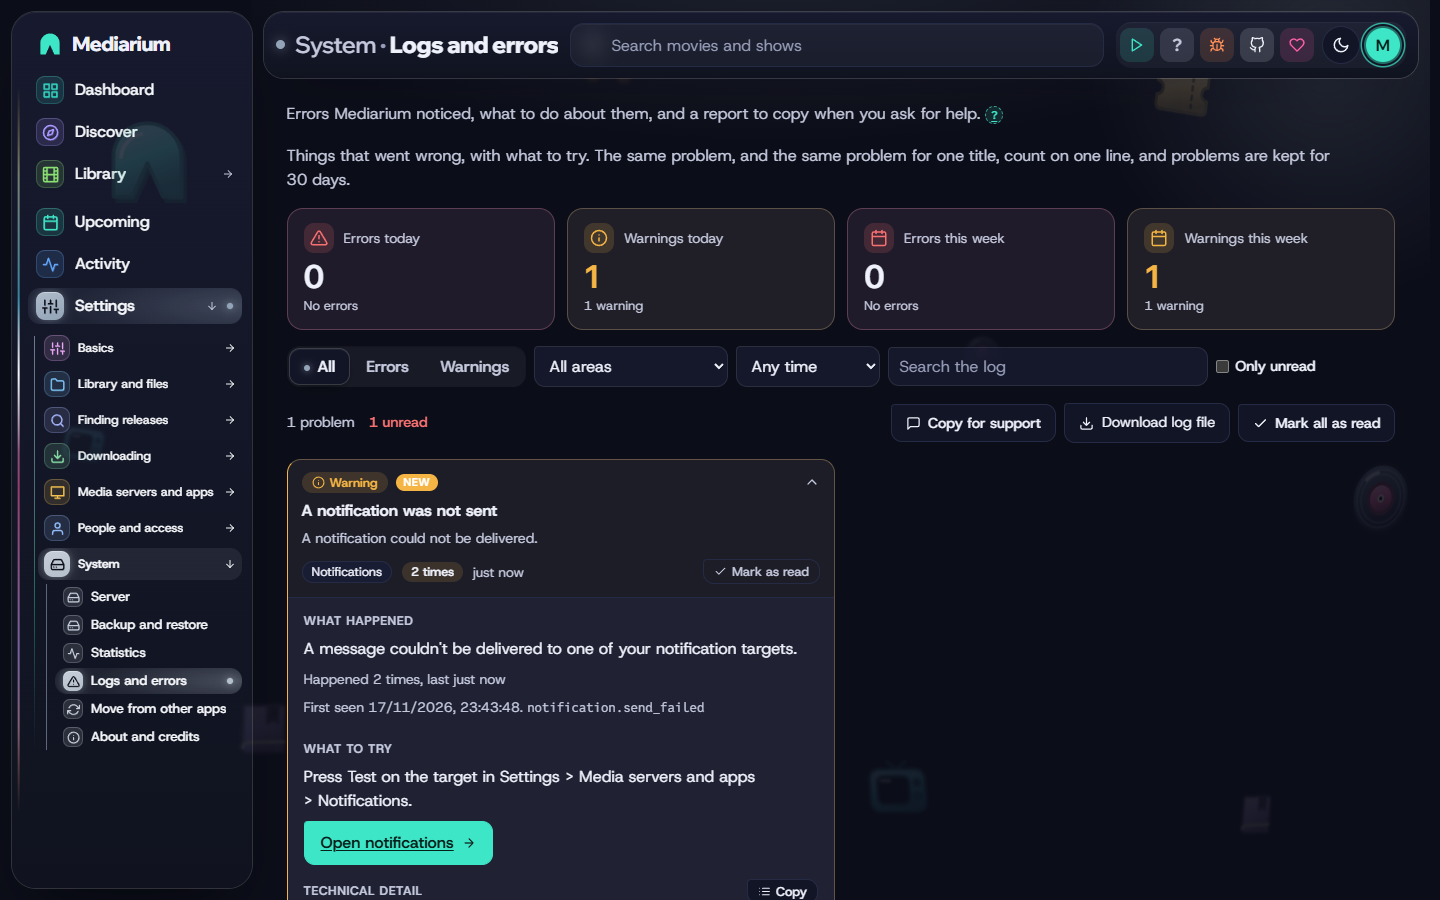 Mediarium
Dashboard
Discover
Library
Upcoming
Activity
Settings
Basics
Library and files
Finding releases
Downloading
Media servers and apps
People and access
System
Server
Backup and restore
Statistics
Logs and errors
Move from other apps
About and credits
System · Logs and errors
Search movies and shows
?
M
Errors Mediarium noticed, what to do about them, and a report to copy when you ask for help. ?
Things that went wrong, with what to try. The same problem, and the same problem for one title, count on one line, and problems are kept for
30 days.
Errors today
0
No errors
Warnings today
1
1 warning
Errors this week
0
No errors
Warnings this week
1
1 warning
All
Errors
Warnings
All areas
Any time
Search the log
Only unread
1 problem 1 unread
Copy for support
Download log file
Mark all as read
Warning NEW
A notification was not sent
A notification could not be delivered.
Notifications 2 times just now
Mark as read
WHAT HAPPENED
A message couldn't be delivered to one of your notification targets.
Happened 2 times, last just now
First seen 17/11/2026, 23:43:48. notification.send_failed
WHAT TO TRY
Press Test on the target in Settings > Media servers and apps
> Notifications.
Open notifications
TECHNICAL DETAIL
Copy